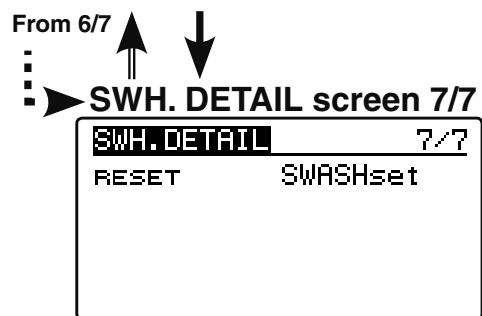 From 6/7
SWH. DETAIL screen 7/7
SWH.DETAIL 7/7
RESET SWASHset